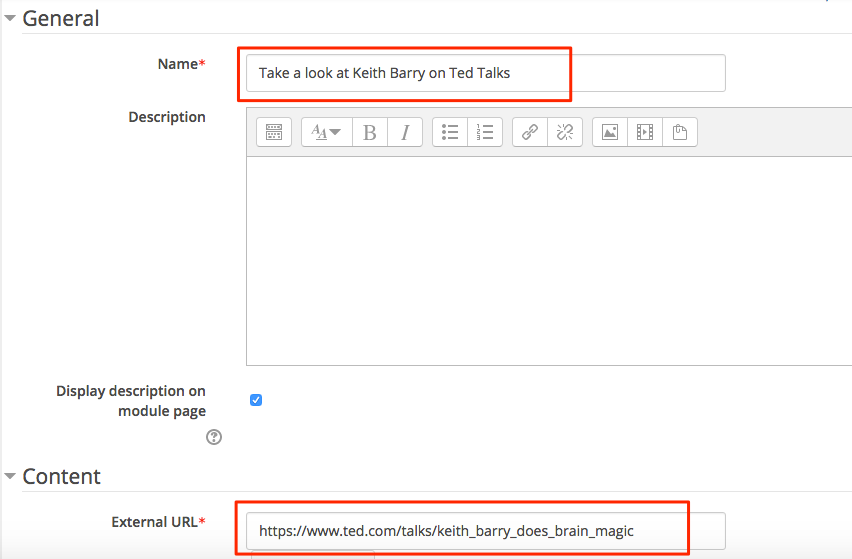 General
Name*
Take a look at Keith Barry on Ted Talks
Description
B I
Display description on
module page
Content
External URL*
https://www.ted.com/talks/keith_barry_does_brain_magic